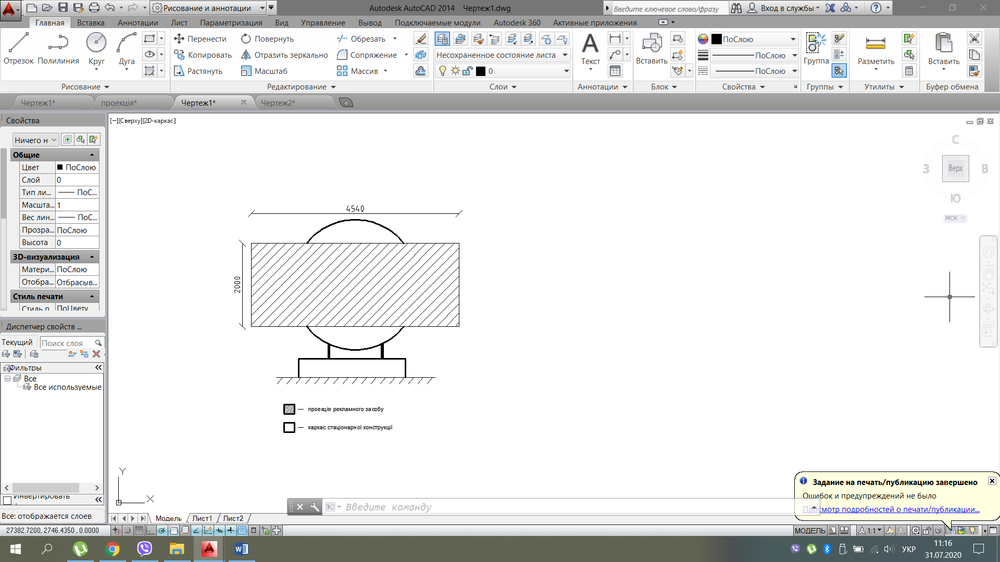 Рисование и аннотации
Autodesk AutoCAD 2014 Чертеж1.dwg
Введите ключевое слово/фразу
Вход в службы
Главная Вставка Аннотации Лист Параметризация Вид Управление Вывод Подключаемые модули Autodesk 360 Активные приложения
Отрезок Полилиния Круг Дуга
Перенести Повернуть Обрезать
Копировать Отразить зеркально Сопряжение
Растянуть Масштаб Массив
Несохраненное состояние листа
0
Текст
Вставить
ПоСлою
ПоСлою
ПоСлою
Группа
Разметить
Вставить
Рисование Редактирование Слои Аннотации Блок Свойства Группы Утилиты Буфер обмена
Чертеж1* проекція* Чертеж1* Чертеж2*
Свойства
Ничего н
Общие
Цвет ПоСлою
Слой 0
Тип ли... ПоС...
Масшта... 1
Вес лин... ПоС...
Прозра... ПоСлою
Высота 0
3D-визуализация
Матери... ПоСлою
Отобра... Отбрасыв...
Стиль печати
Стиль п ПоЦвету
Диспетчер свойств ...
Текущий Поиск слоя
Фильтры
Все
Все используемые
Инвертировать
Все: отображается слоев
[−][Сверху][2D-каркас]
С
З Верх В
Ю
МСК
4540
2000
проекція рекламного засобу
каркас стаціонарної конструкції
Y
X
Введите команду
Задание на печать/публикацию завершено
Ошибок и предупреждений не было
Просмотр подробностей о печати/публикации...
Модель Лист1 Лист2
27382.7200, 2746.4350 , 0.0000
МОДЕЛЬ 1:1
УКР
11:16
31.07.2020